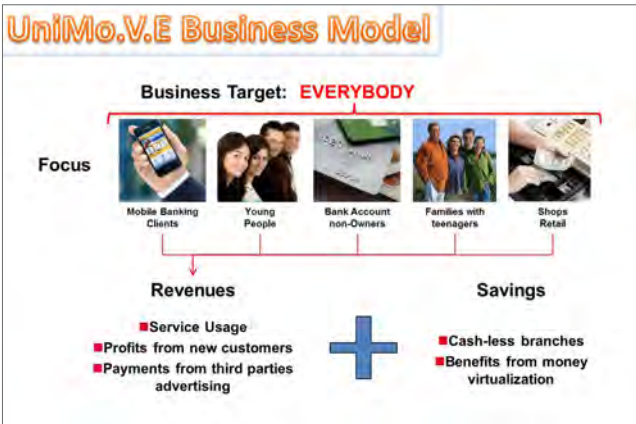 UniMo.V.E Business Model
Business Target: EVERYBODY
Focus
Mobile Banking
Clients
Young
People
Bank Account
non-Owners
Families with
teenagers
Shops
Retail
Revenues
■Service Usage
■Profits from new customers
■Payments from third parties
advertising
Savings
■Cash-less branches
■Benefits from money
virtualization